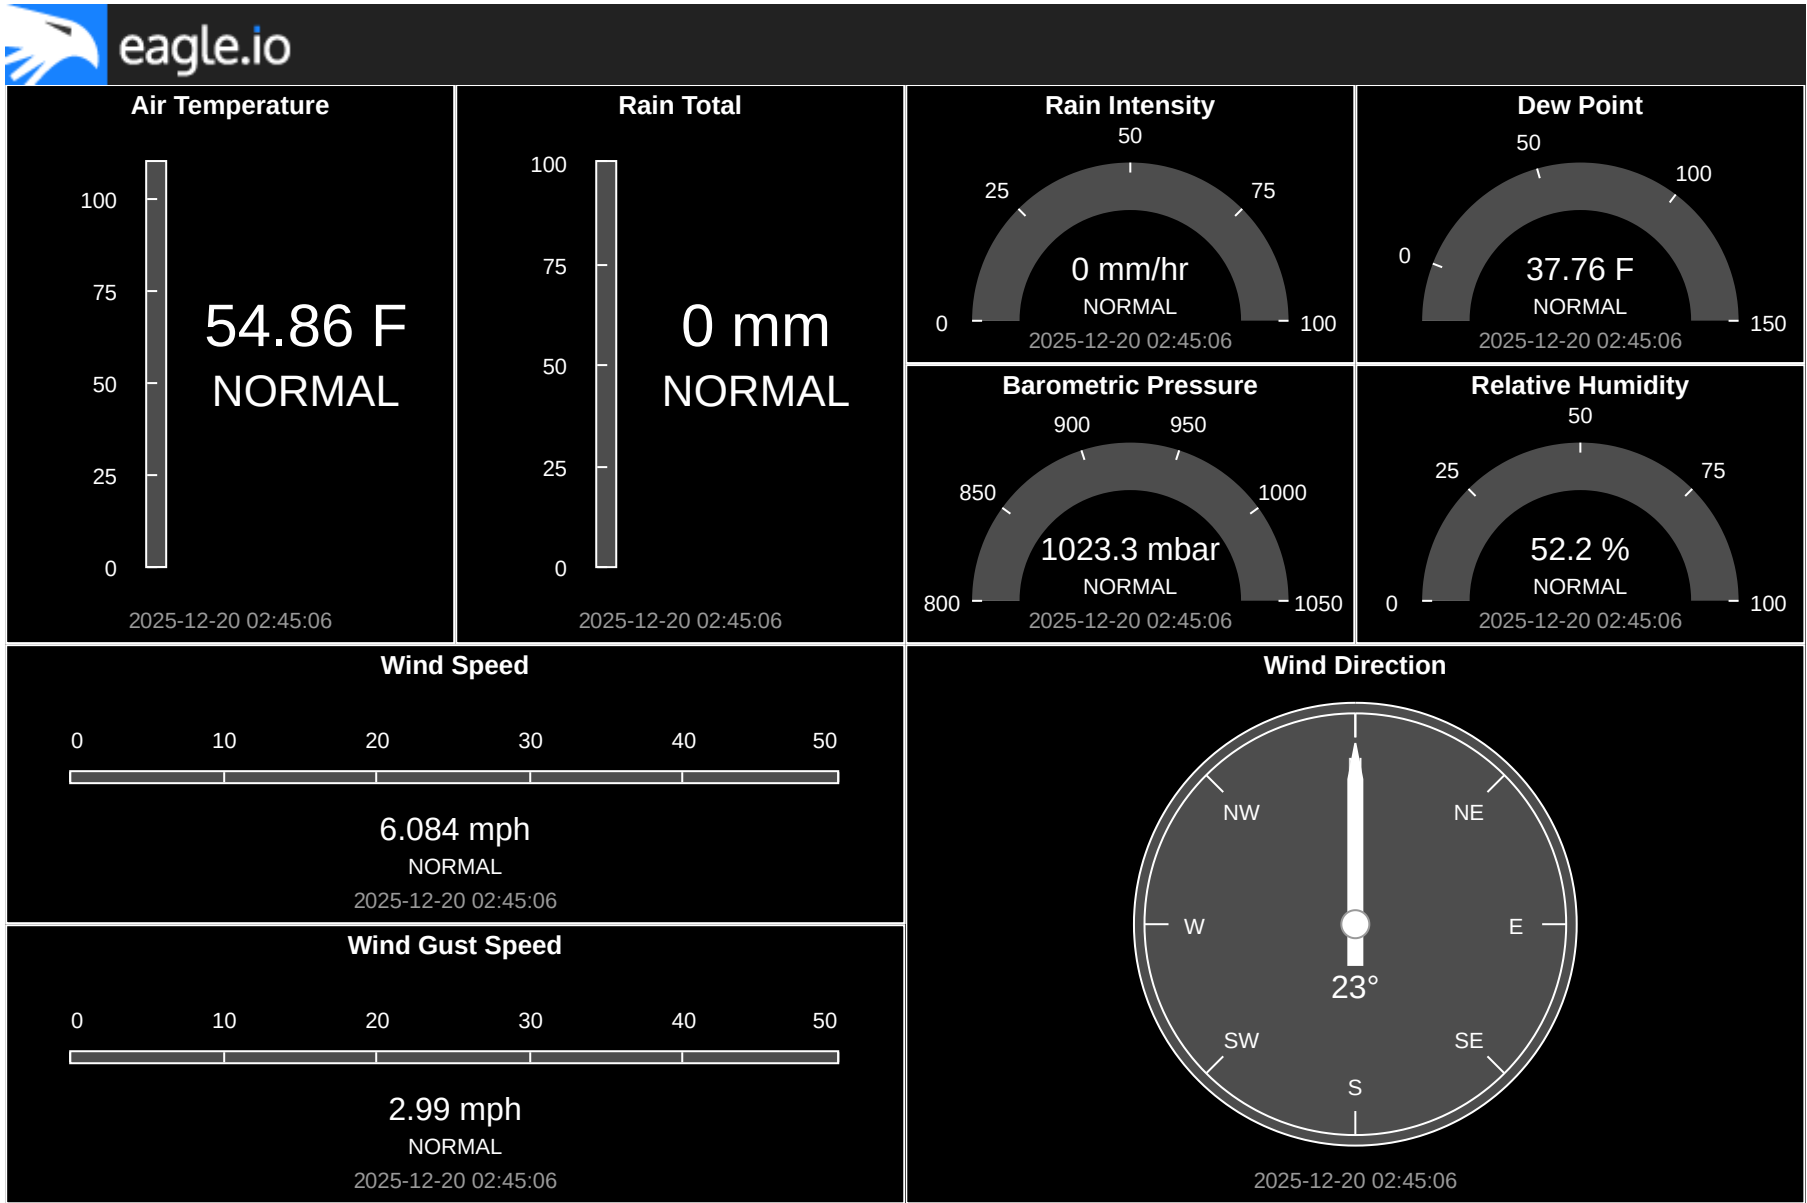 eagle.io
Air Temperature
100
75
50
25
0
54.86 F
NORMAL
2025-12-20 02:45:06
Rain Total
100
75
50
25
0
0 mm
NORMAL
2025-12-20 02:45:06
Rain Intensity
50
25
75
0
100
0 mm/hr
NORMAL
2025-12-20 02:45:06
Dew Point
50
100
0
150
37.76 F
NORMAL
2025-12-20 02:45:06
Barometric Pressure
900
950
850
1000
800
1050
1023.3 mbar
NORMAL
2025-12-20 02:45:06
Relative Humidity
50
25
75
0
100
52.2 %
NORMAL
2025-12-20 02:45:06
Wind Speed
0 10 20 30 40 50
6.084 mph
NORMAL
2025-12-20 02:45:06
Wind Gust Speed
0 10 20 30 40 50
2.99 mph
NORMAL
2025-12-20 02:45:06
Wind Direction
NW NE
W E
23°
SW SE
S
2025-12-20 02:45:06